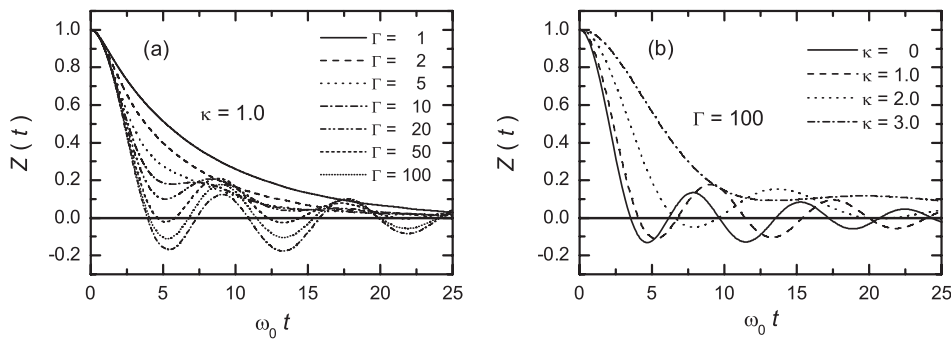 (a)
Γ = 1
Γ = 2
Γ = 5
Γ = 10
Γ = 20
Γ = 50
Γ = 100
κ = 1.0
Z ( t )
1.0
0.8
0.6
0.4
0.2
0.0
-0.2
0 5 10 15 20 25
ω₀ t
(b)
κ = 0
κ = 1.0
κ = 2.0
κ = 3.0
Γ = 100
Z ( t )
1.0
0.8
0.6
0.4
0.2
0.0
-0.2
0 5 10 15 20 25
ω₀ t